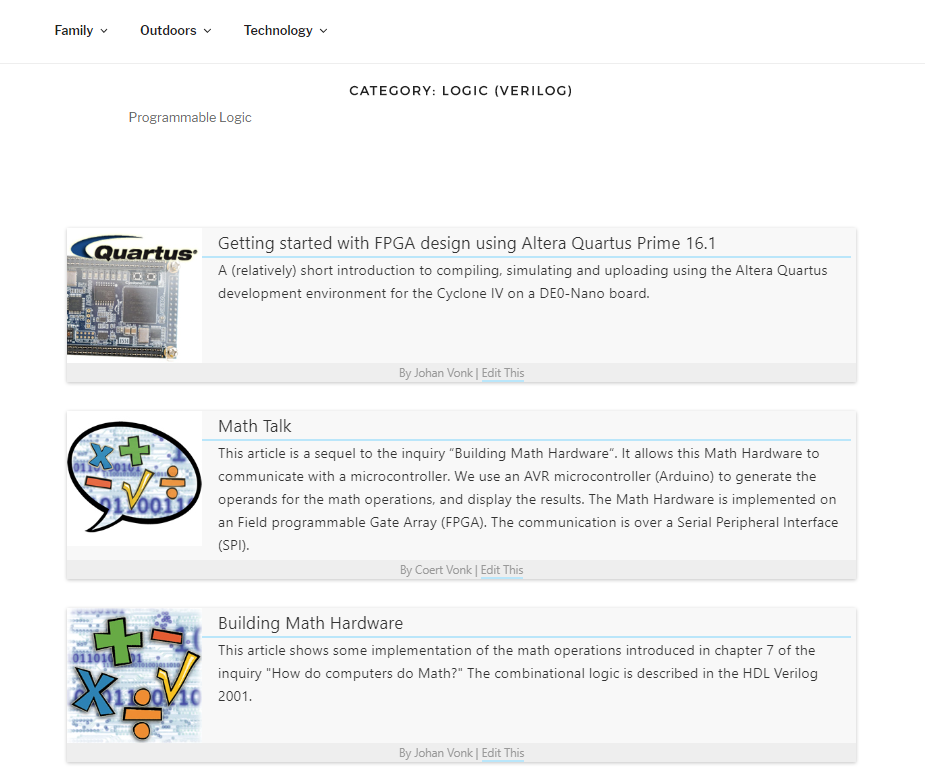 Family Outdoors Technology
CATEGORY: LOGIC (VERILOG)
Programmable Logic
Quartus®
Getting started with FPGA design using Altera Quartus Prime 16.1
A (relatively) short introduction to compiling, simulating and uploading using the Altera Quartus
development environment for the Cyclone IV on a DE0-Nano board.
By Johan Vonk | Edit This
Math Talk
This article is a sequel to the inquiry “Building Math Hardware“. It allows this Math Hardware to
communicate with a microcontroller. We use an AVR microcontroller (Arduino) to generate the
operands for the math operations, and display the results. The Math Hardware is implemented on
an Field programmable Gate Array (FPGA). The communication is over a Serial Peripheral Interface
(SPI).
By Coert Vonk | Edit This
Building Math Hardware
This article shows some implementation of the math operations introduced in chapter 7 of the
inquiry "How do computers do Math?" The combinational logic is described in the HDL Verilog
2001.
By Johan Vonk | Edit This